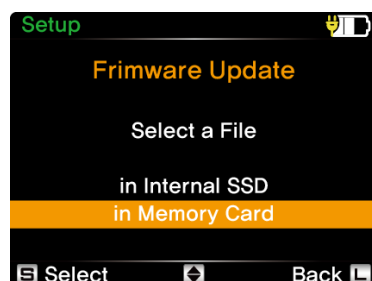 Setup
Frimware Update
Select a File
in Internal SSD
in Memory Card
S Select Back L